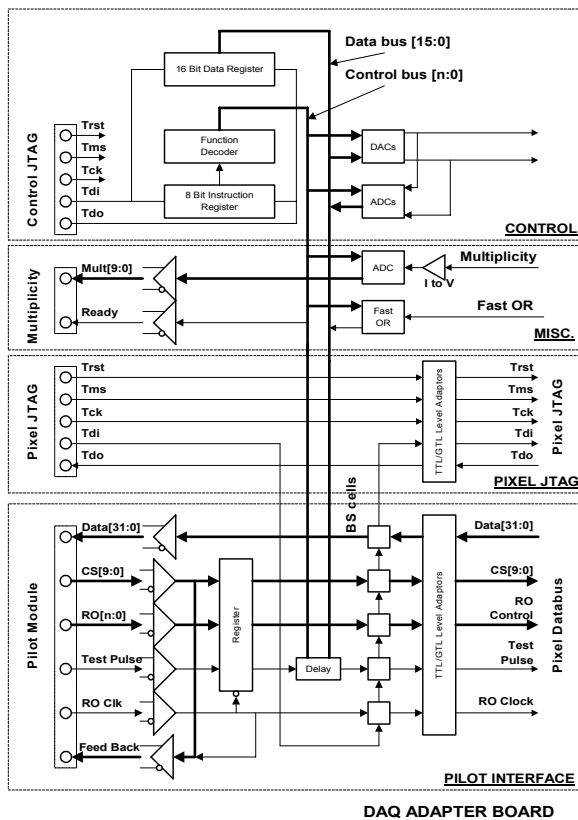 Data bus [15:0]
16 Bit Data Register
Control bus [n:0]
Control JTAG
Trst
Tms
Tck
Tdi
Tdo
Function
Decoder
8 Bit Instruction
Register
DACs
ADCs
CONTROL
Multiplicity
Mult[9:0]
Ready
ADC
I to V
Multiplicity
Fast
OR
Fast OR
MISC.
Pixel JTAG
Trst
Tms
Tck
Tdi
Tdo
TTL/GTL Level Adaptors
Trst
Tms
Tck
Tdi
Tdo
Pixel JTAG
PIXEL JTAG
BS cells
Pilot Module
Data[31:0]
CS[9:0]
RO[n:0]
Test Pulse
RO Clk
Feed Back
Register
Delay
TTL/GTL Level Adaptors
Data[31:0]
CS[9:0]
RO
Control
Test
Pulse
RO Clock
Pixel Databus
PILOT INTERFACE
DAQ ADAPTER BOARD